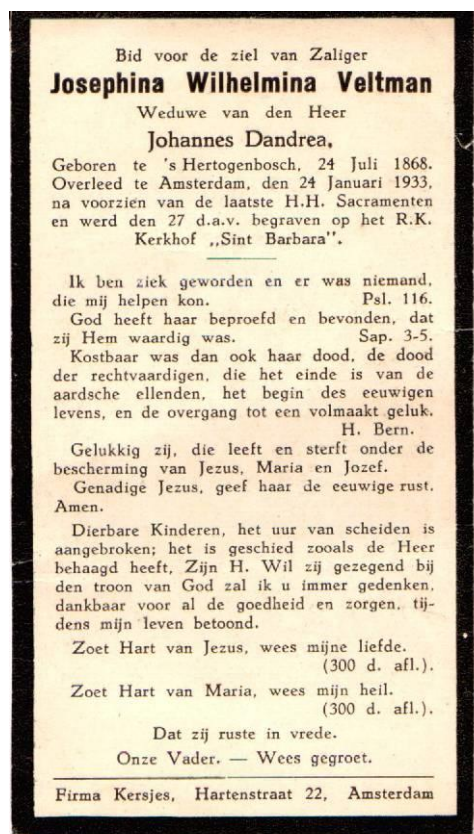 Bid voor de ziel van Zaliger
Josephina Wilhelmina Veltman
Weduwe van den Heer
Johannes Dandrea,
Geboren te 's Hertogenbosch, 24 Juli 1868.
Overleed te Amsterdam, den 24 Januari 1933,
na voorzien van de laatste H.H. Sacramenten
en werd den 27 d.a.v. begraven op het R.K.
Kerkhof „Sint Barbara".
Ik ben ziek geworden en er was niemand,
die mij helpen kon. Psl. 116.
God heeft haar beproefd en bevonden, dat
zij Hem waardig was. Sap. 3-5.
Kostbaar was dan ook haar dood, de dood
der rechtvaardigen, die het einde is van de
aardsche ellenden, het begin des eeuwigen
levens, en de overgang tot een volmaakt geluk.
H. Bern.
Gelukkig zij, die leeft en sterft onder de
bescherming van Jezus, Maria en Jozef.
Genadige Jezus, geef haar de eeuwige rust.
Amen.
Dierbare Kinderen, het uur van scheiden is
aangebroken; het is geschied zooals de Heer
behaagd heeft, Zijn H. Wil zij gezegend bij
den troon van God zal ik u immer gedenken,
dankbaar voor al de goedheid en zorgen, tij-
dens mijn leven betoond.
Zoet Hart van Jezus, wees mijne liefde.
(300 d. afl.).
Zoet Hart van Maria, wees mijn heil.
(300 d. afl.).
Dat zij ruste in vrede.
Onze Vader. — Wees gegroet.
Firma Kersjes, Hartenstraat 22, Amsterdam